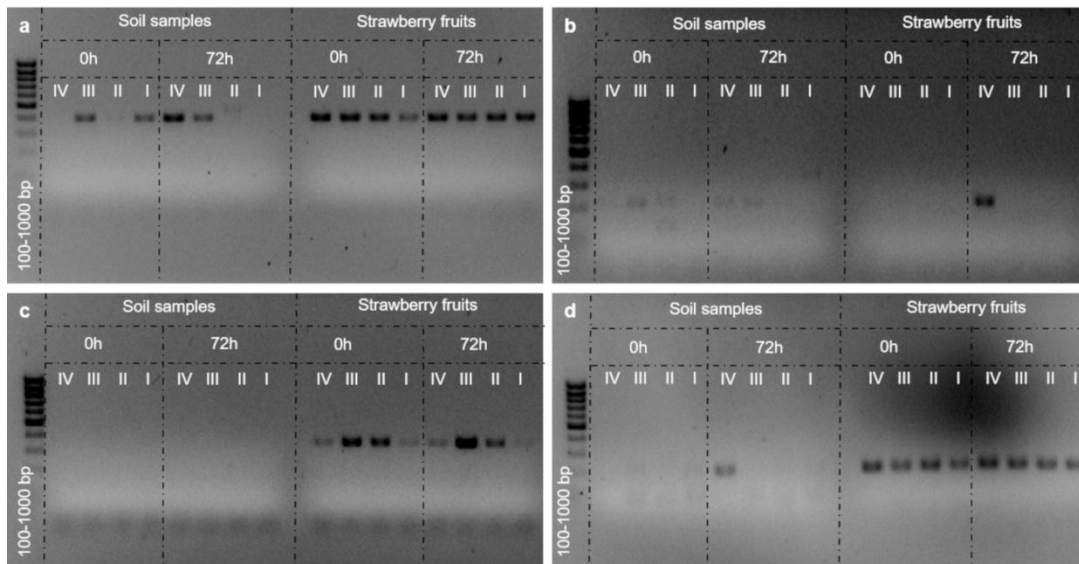 a
Soil samples Strawberry fruits
0h 72h 0h 72h
IV III II I IV III II I IV III II I IV III II I
100-1000 bp
b
Soil samples Strawberry fruits
0h 72h 0h 72h
IV III II I IV III II I IV III II I IV III II I
100-1000 bp
c
Soil samples Strawberry fruits
0h 72h 0h 72h
IV III II I IV III II I IV III II I IV III II I
100-1000 bp
d
Soil samples Strawberry fruits
0h 72h 0h 72h
IV III II I IV III II I IV III II I IV III II I
100-1000 bp